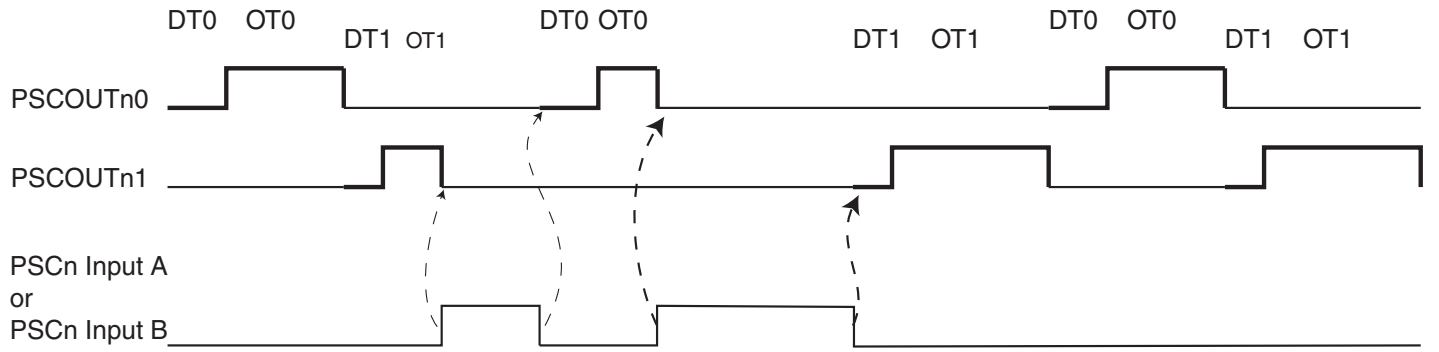 DT0 OT0 DT0 OT0 DT0 OT0
DT1 OT1 DT1 OT1 DT1 OT1
PSCOUTn0
PSCOUTn1
PSCn Input A
or
PSCn Input B